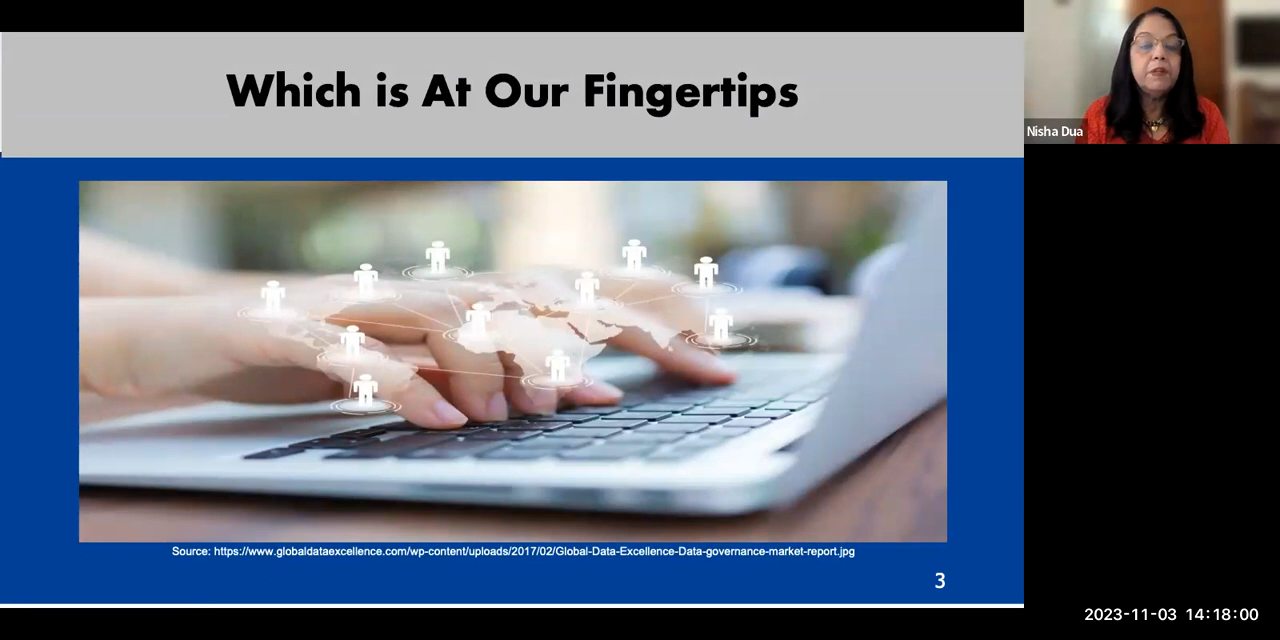 Which is At Our Fingertips
Nisha Dua
Source: https://www.globaldataexcellence.com/wp-content/uploads/2017/02/Global-Data-Excellence-Data-governance-market-report.jpg
3
2023-11-03 14:18:00